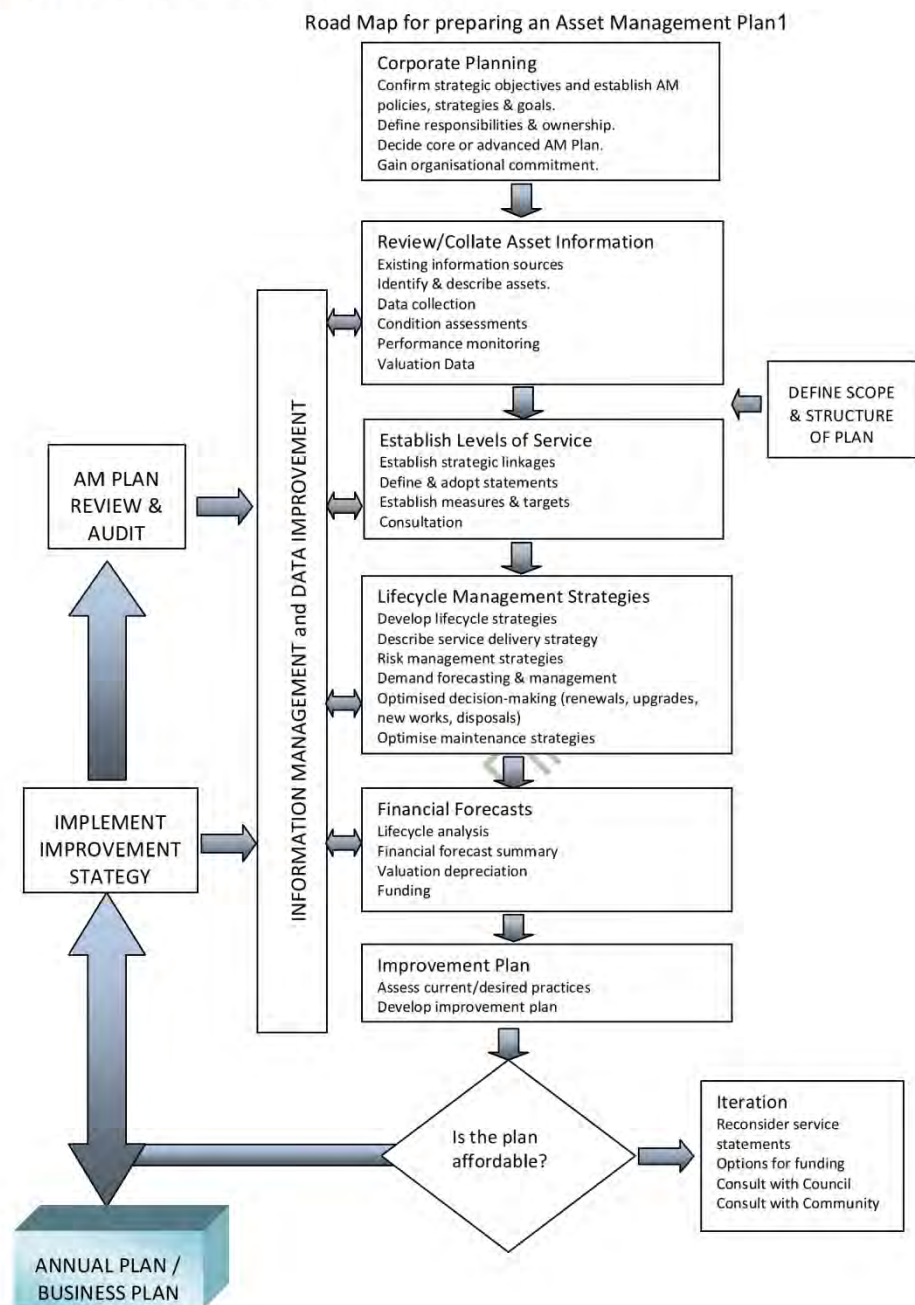 Road Map for preparing an Asset Management Plan1
Corporate Planning
Confirm strategic objectives and establish AM
policies, strategies & goals.
Define responsibilities & ownership.
Decide core or advanced AM Plan.
Gain organisational commitment.
Review/Collate Asset Information
Existing information sources
Identify & describe assets.
Data collection
Condition assessments
Performance monitoring
Valuation Data
DEFINE SCOPE
& STRUCTURE
OF PLAN
Establish Levels of Service
Establish strategic linkages
Define & adopt statements
Establish measures & targets
Consultation
AM PLAN
REVIEW &
AUDIT
INFORMATION MANAGEMENT and DATA IMPROVEMENT
Lifecycle Management Strategies
Develop lifecycle strategies
Describe service delivery strategy
Risk management strategies
Demand forecasting & management
Optimised decision-making (renewals, upgrades,
new works, disposals)
Optimise maintenance strategies
IMPLEMENT
IMPROVEMENT
STATEGY
Financial Forecasts
Lifecycle analysis
Financial forecast summary
Valuation depreciation
Funding
Improvement Plan
Assess current/desired practices
Develop improvement plan
Is the plan
affordable?
Iteration
Reconsider service
statements
Options for funding
Consult with Council
Consult with Community
ANNUAL PLAN /
BUSINESS PLAN